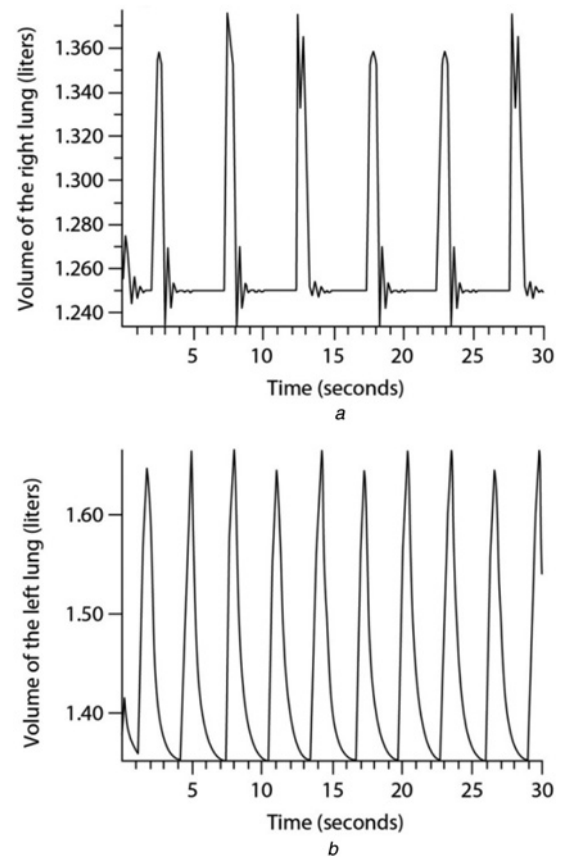 Volume of the right lung (liters)
1.360
1.340
1.320
1.300
1.280
1.260
1.240
5 10 15 20 25 30
Time (seconds)
a
Volume of the left lung (liters)
1.60
1.50
1.40
5 10 15 20 25 30
Time (seconds)
b